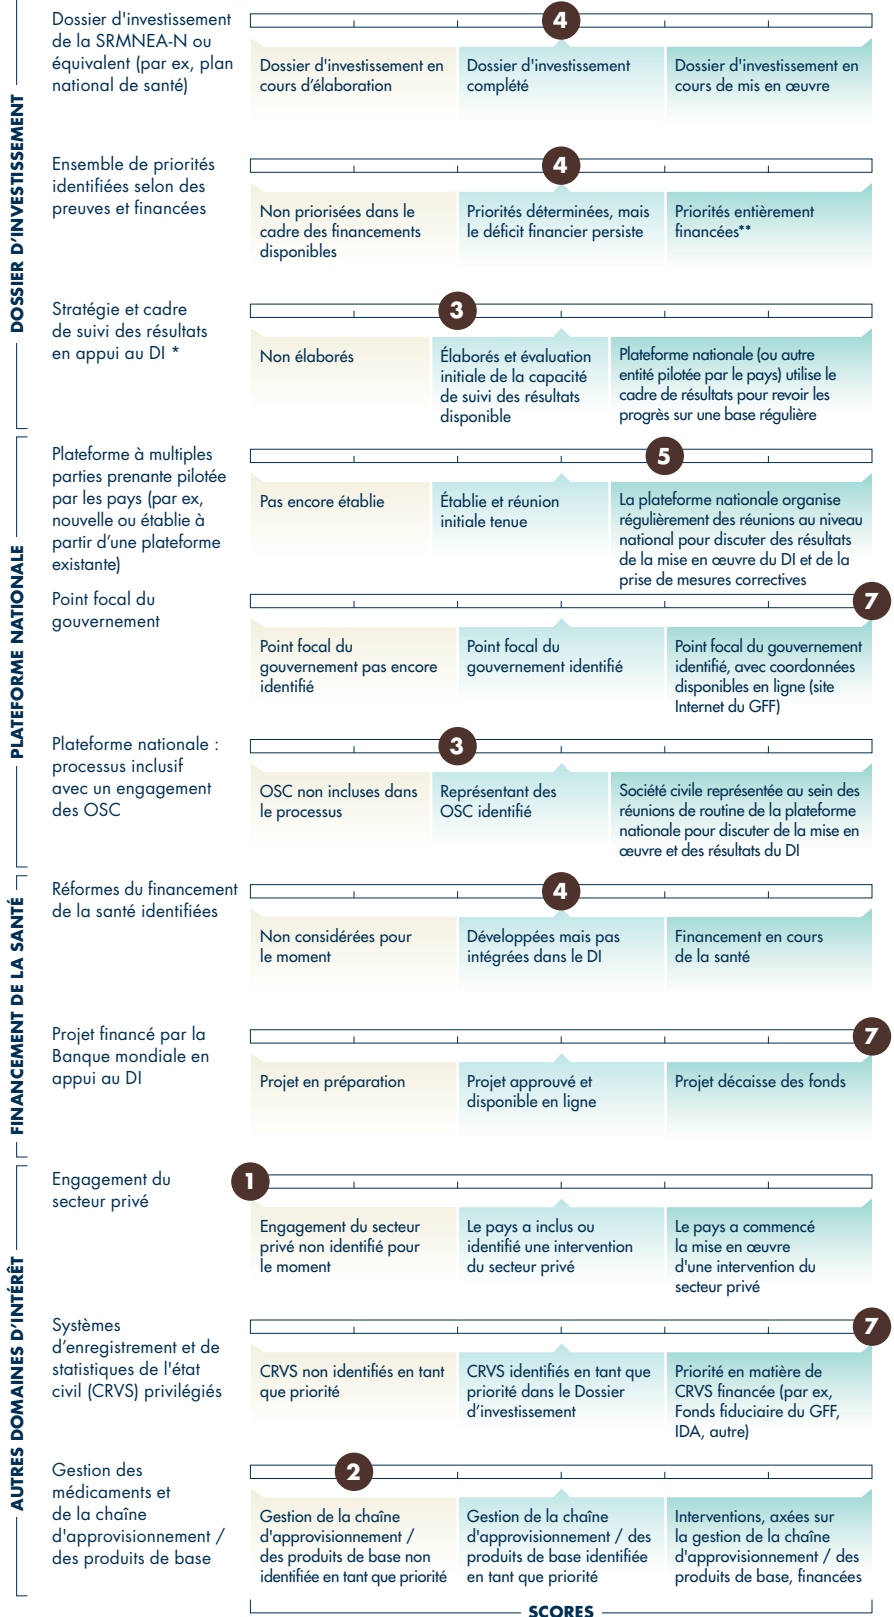 DOSSIER D'INVESTISSEMENT
Dossier d'investissement
de la SRMNEA-N ou
équivalent (par ex, plan
national de santé)
4
Dossier d'investissement en
cours d’élaboration
Dossier d'investissement
complété
Dossier d'investissement en
cours de mis en œuvre
Ensemble de priorités
identifiées selon des
preuves et financées
4
Non priorisées dans le
cadre des financements
disponibles
Priorités déterminées, mais
le déficit financier persiste
Priorités entièrement
financées**
Stratégie et cadre
de suivi des résultats
en appui au DI *
3
Non élaborés
Élaborés et évaluation
initiale de la capacité
de suivi des résultats
disponible
Plateforme nationale (ou autre
entité pilotée par le pays) utilise le
cadre de résultats pour revoir les
progrès sur une base régulière
PLATEFORME NATIONALE
Plateforme à multiples
parties prenante pilotée
par les pays (par ex,
nouvelle ou établie à
partir d’une plateforme
existante)
5
Pas encore établie
Établie et réunion
initiale tenue
La plateforme nationale organise
régulièrement des réunions au niveau
national pour discuter des résultats
de la mise en œuvre du DI et de la
prise de mesures correctives
Point focal du
gouvernement
7
Point focal du
gouvernement pas encore
identifié
Point focal du
gouvernement identifié
Point focal du gouvernement
identifié, avec coordonnées
disponibles en ligne (site
Internet du GFF)
Plateforme nationale :
processus inclusif
avec un engagement
des OSC
3
OSC non incluses dans
le processus
Représentant des
OSC identifié
Société civile représentée au sein des
réunions de routine de la plateforme
nationale pour discuter de la mise en
œuvre et des résultats du DI
FINANCEMENT DE LA SANTÉ
Réformes du financement
de la santé identifiées
4
Non considérées pour
le moment
Développées mais pas
intégrées dans le DI
Financement en cours
de la santé
Projet financé par la
Banque mondiale en
appui au DI
7
Projet en préparation
Projet approuvé et
disponible en ligne
Projet décaisse des fonds
AUTRES DOMAINES D’INTÉRÊT
Engagement du
secteur privé
1
Engagement du secteur
privé non identifié pour
le moment
Le pays a inclus ou
identifié une intervention
du secteur privé
Le pays a commencé
la mise en œuvre
d'une intervention du
secteur privé
Systèmes
d’enregistrement et de
statistiques de l'état
civil (CRVS) privilégiés
7
CRVS non identifiés en tant
que priorité
CRVS identifiés en tant que
priorité dans le Dossier
d’investissement
Priorité en matière de
CRVS financée (par ex,
Fonds fiduciaire du GFF,
IDA, autre)
Gestion des
médicaments et
de la chaîne
d'approvisionnement /
des produits de base
2
Gestion de la chaîne
d'approvisionnement /
des produits de base non
identifiée en tant que priorité
Gestion de la chaîne
d'approvisionnement / des
produits de base identifiée
en tant que priorité
Interventions, axées sur
la gestion de la chaîne
d'approvisionnement / des
produits de base, financées
SCORES